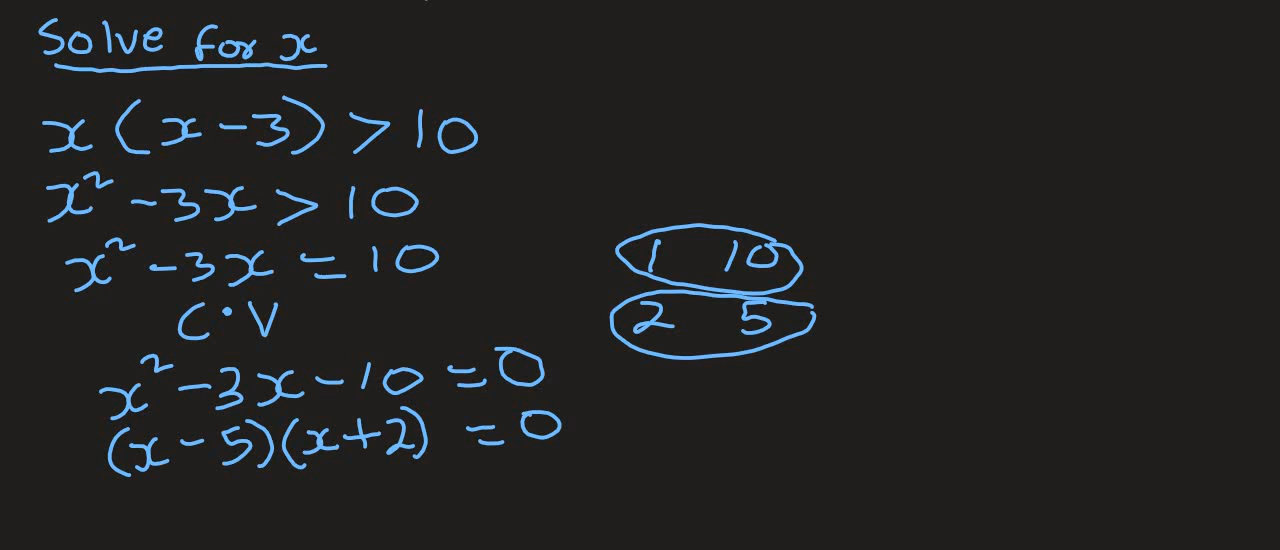 Solve for x
x(x-3)>10
x²-3x>10
x²-3x=10
C.V
x²-3x-10=0
(x-5)(x+2)=0
1 10
2 5